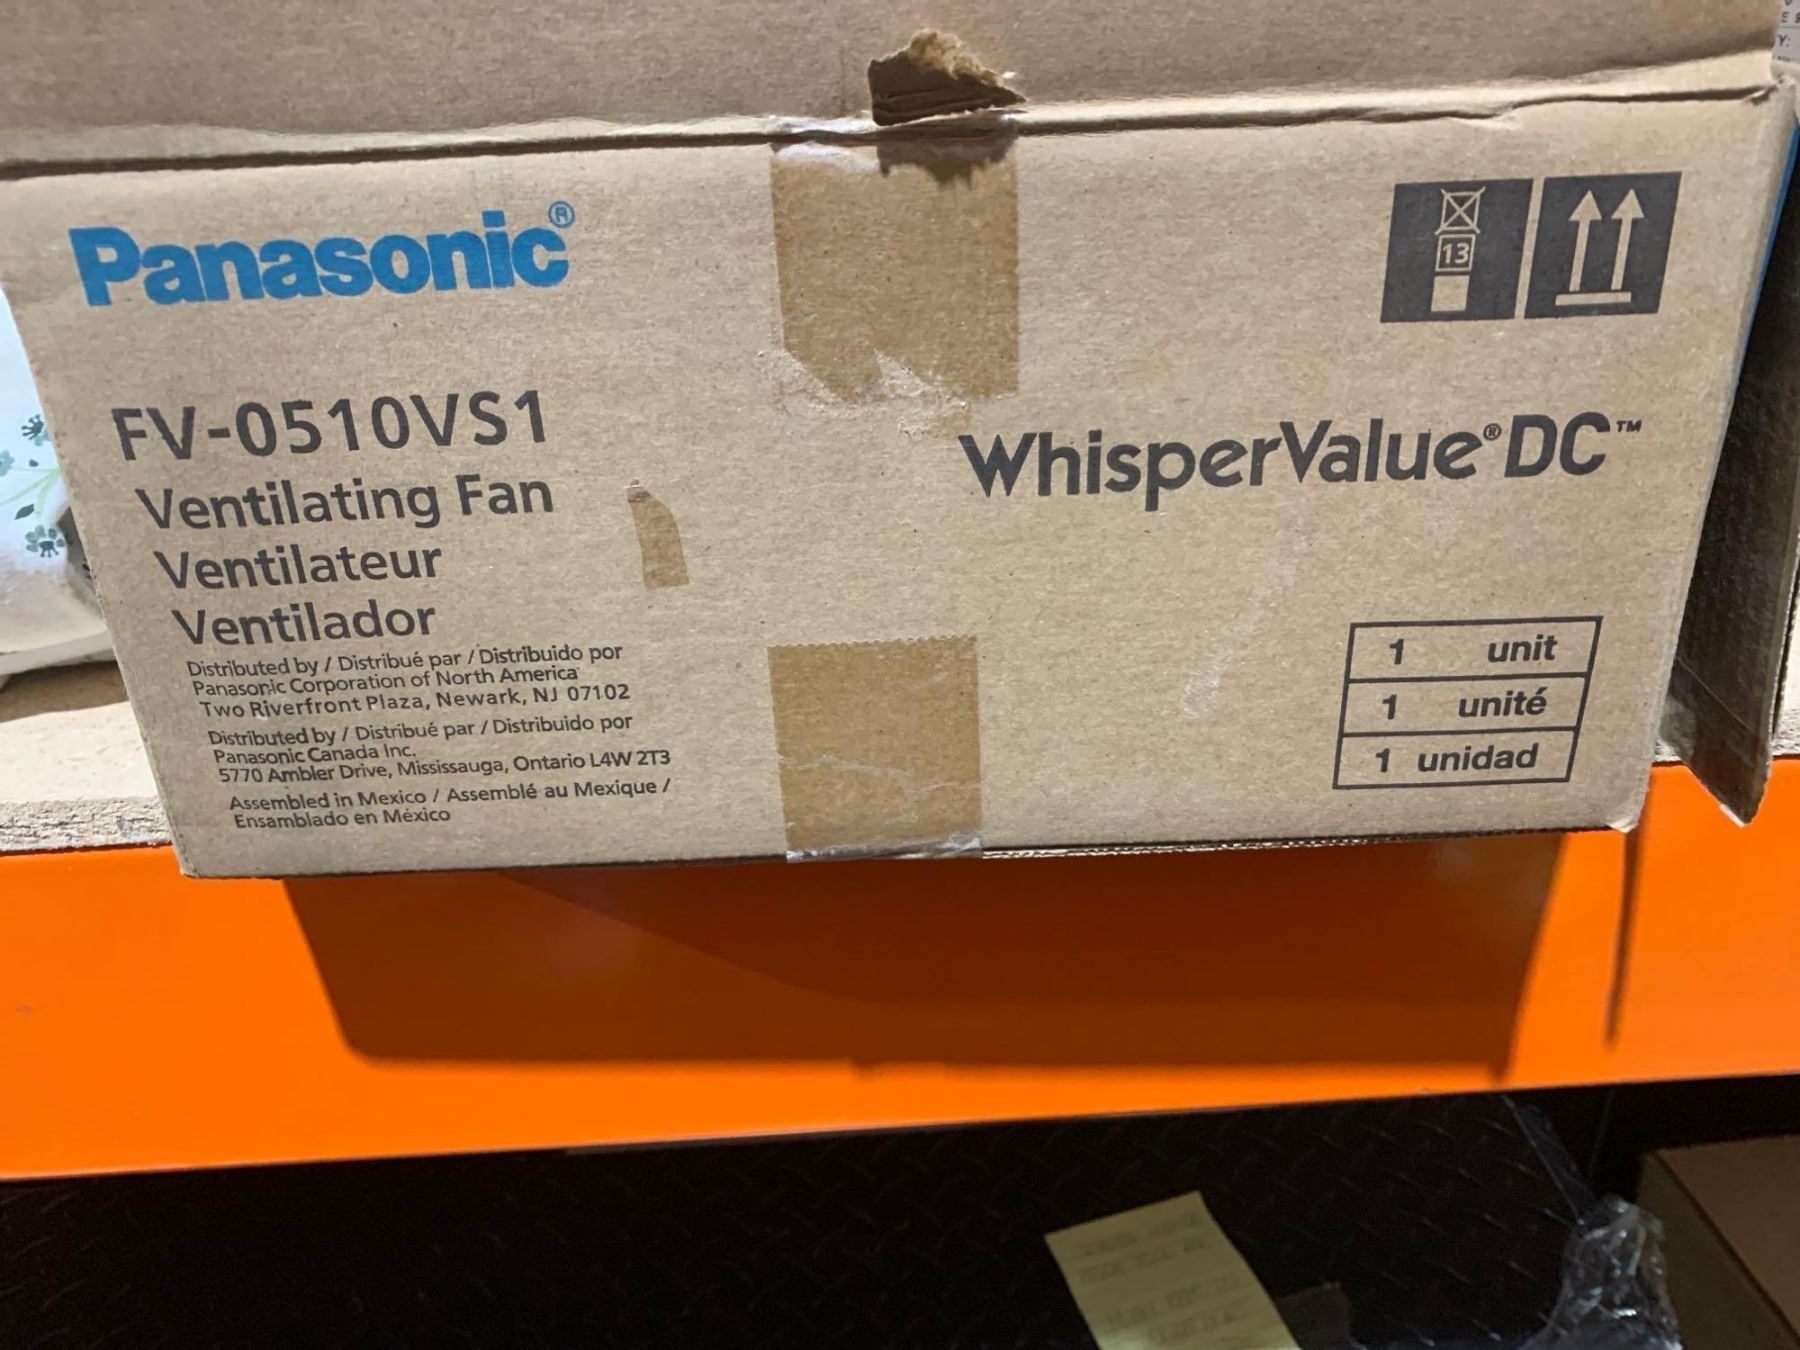 Panasonic®
FV-0510VS1
Ventilating Fan
Ventilateur
Ventilador
Distributed by / Distribué par / Distribuido por
Panasonic Corporation of North America
Two Riverfront Plaza, Newark, NJ 07102
Distributed by / Distribué par / Distribuido por
Panasonic Canada Inc.
5770 Ambler Drive, Mississauga, Ontario L4W 2T3
Assembled in Mexico / Assemblé au Mexique /
Ensamblado en México
13
WhisperValue® DC™
1 unit
1 unité
1 unidad
Y: